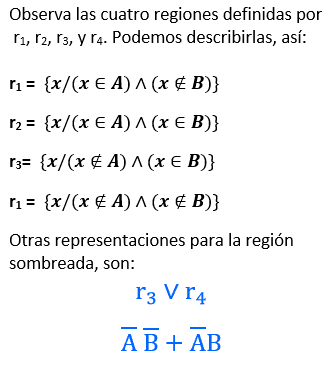 Observa las cuatro regiones definidas por
r₁, r₂, r₃, y r₄. Podemos describirlas, así:
r₁ = {x/(x ∈ A) ∧ (x ∉ B)}
r₂ = {x/(x ∈ A) ∧ (x ∈ B)}
r₃= {x/(x ∉ A) ∧ (x ∈ B)}
r₁ = {x/(x ∉ A) ∧ (x ∉ B)}
Otras representaciones para la región
sombreada, son:
r₃ ∨ r₄
A̅ B̅ + A̅B